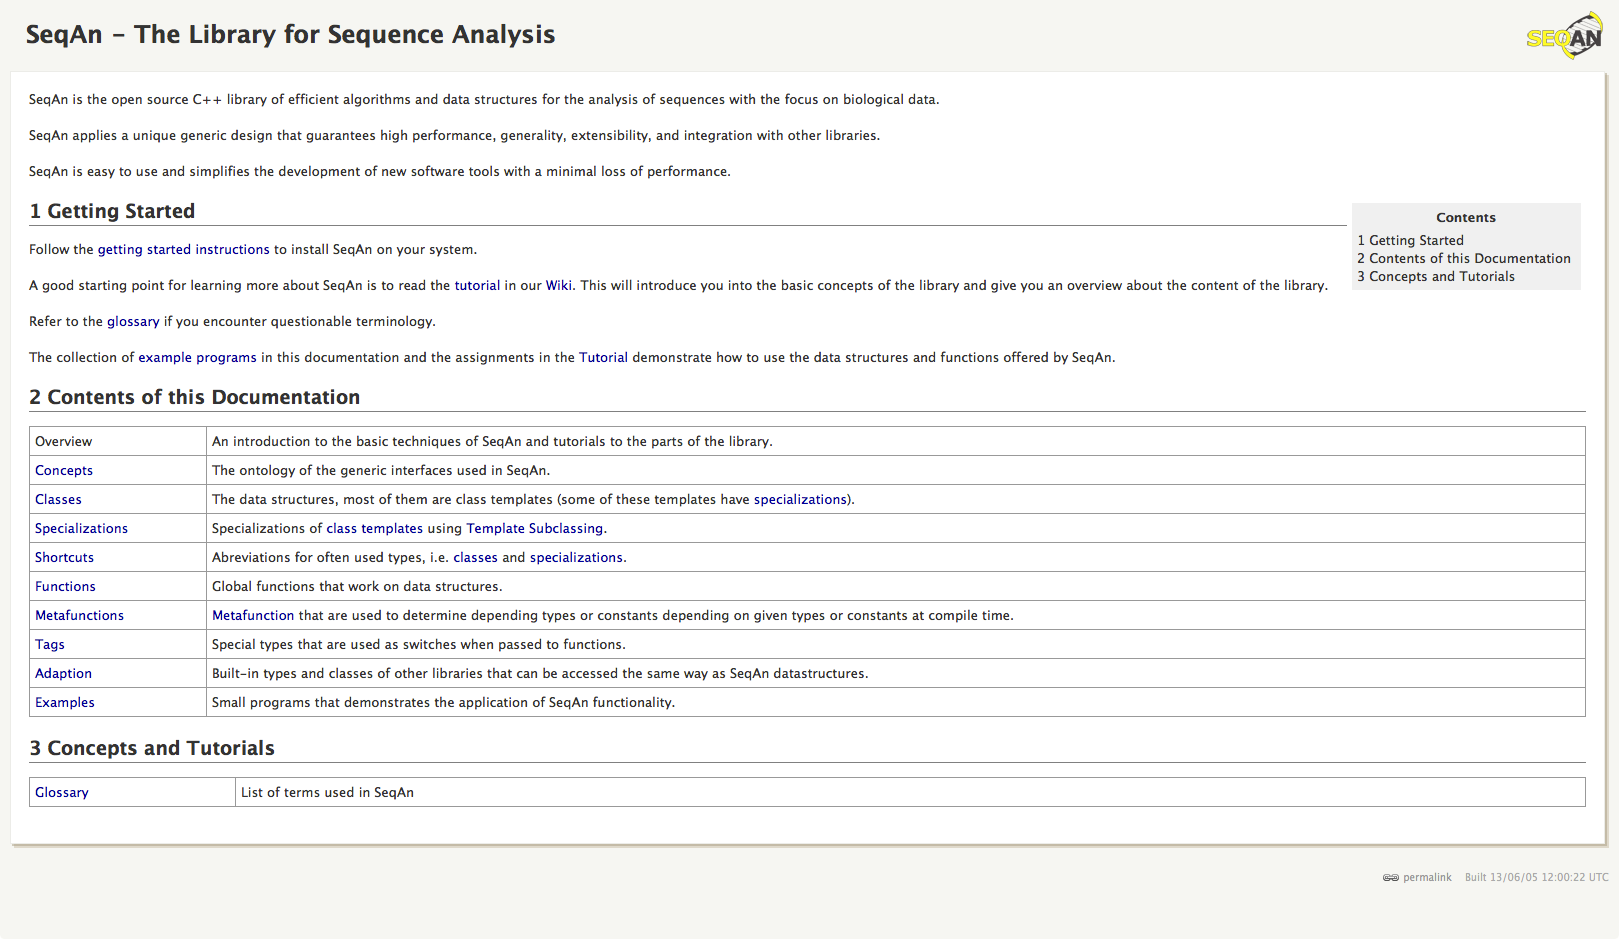 SeqAn - The Library for Sequence Analysis
SEQAN
SeqAn is the open source C++ library of efficient algorithms and data structures for the analysis of sequences with the focus on biological data.
SeqAn applies a unique generic design that guarantees high performance, generality, extensibility, and integration with other libraries.
SeqAn is easy to use and simplifies the development of new software tools with a minimal loss of performance.
1 Getting Started
Contents
1 Getting Started
2 Contents of this Documentation
3 Concepts and Tutorials
Follow the getting started instructions to install SeqAn on your system.
A good starting point for learning more about SeqAn is to read the tutorial in our Wiki. This will introduce you into the basic concepts of the library and give you an overview about the content of the library.
Refer to the glossary if you encounter questionable terminology.
The collection of example programs in this documentation and the assignments in the Tutorial demonstrate how to use the data structures and functions offered by SeqAn.
2 Contents of this Documentation
Overview An introduction to the basic techniques of SeqAn and tutorials to the parts of the library.
Concepts The ontology of the generic interfaces used in SeqAn.
Classes The data structures, most of them are class templates (some of these templates have specializations).
Specializations Specializations of class templates using Template Subclassing.
Shortcuts Abreviations for often used types, i.e. classes and specializations.
Functions Global functions that work on data structures.
Metafunctions Metafunction that are used to determine depending types or constants depending on given types or constants at compile time.
Tags Special types that are used as switches when passed to functions.
Adaption Built-in types and classes of other libraries that can be accessed the same way as SeqAn datastructures.
Examples Small programs that demonstrates the application of SeqAn functionality.
3 Concepts and Tutorials
Glossary List of terms used in SeqAn
permalink Built 13/06/05 12:00:22 UTC